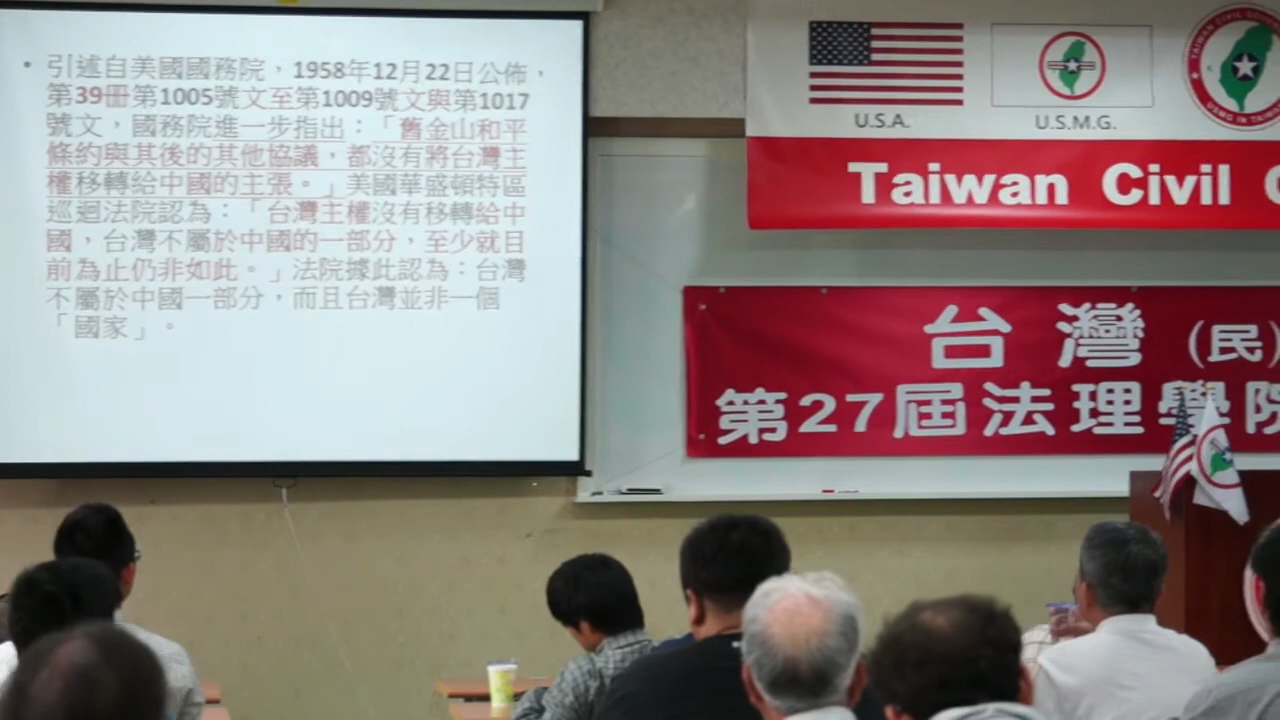 引述自美國國務院，1958年12月22日公佈，
第39冊第1005號文至第1009號文與第1017
號文，國務院進一步指出：「舊金山和平
條約與其後的其他協議，都沒有將台灣主
權移轉給中國的主張。」美國華盛頓特區
巡迴法院認為：「台灣主權沒有移轉給中
國，台灣不屬於中國的一部分，至少就目
前為止仍非如此。」法院據此認為：台灣
不屬於中國一部分，而且台灣並非一個
「國家」。
U.S.A.
U.S.M.G.
TAIWAN CIVIL
USMG IN TAIWAN
Taiwan Civil
台灣（民）
第27屆法理學院